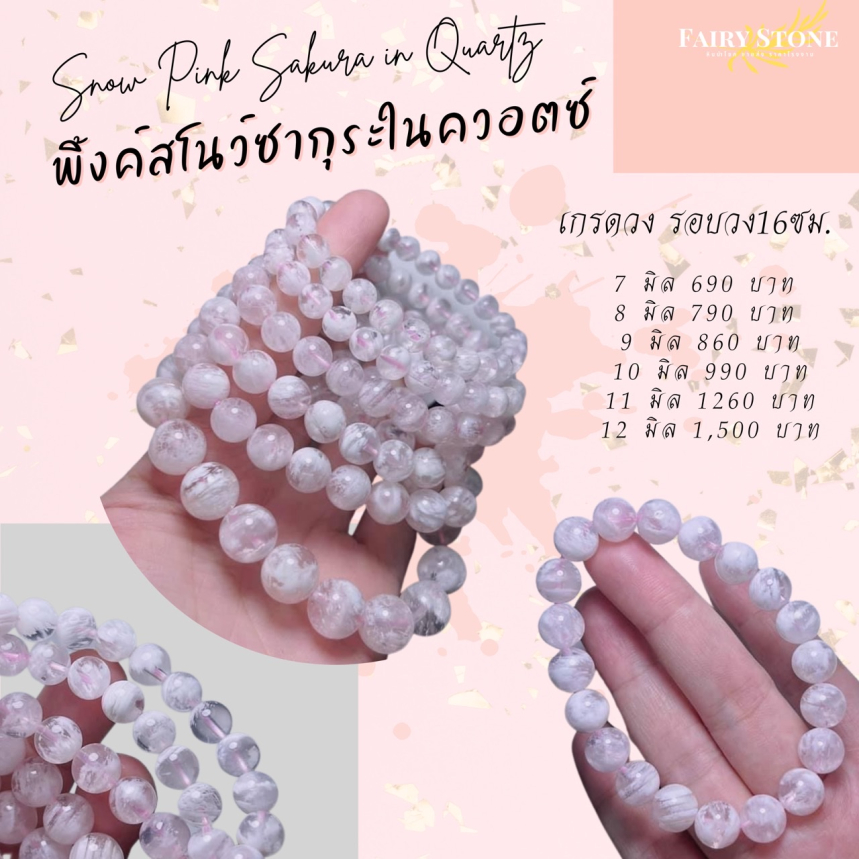 Snow Pink Sakura in Quartz
พิ้งค์สโนว์ซากุระในควอตซ์
FAIRY STONE
เกรดวง รอบวง16ซม.
7 มิล 690 บาท
8 มิล 790 บาท
9 มิล 860 บาท
10 มิล 990 บาท
11 มิล 1260 บาท
12 มิล 1,500 บาท